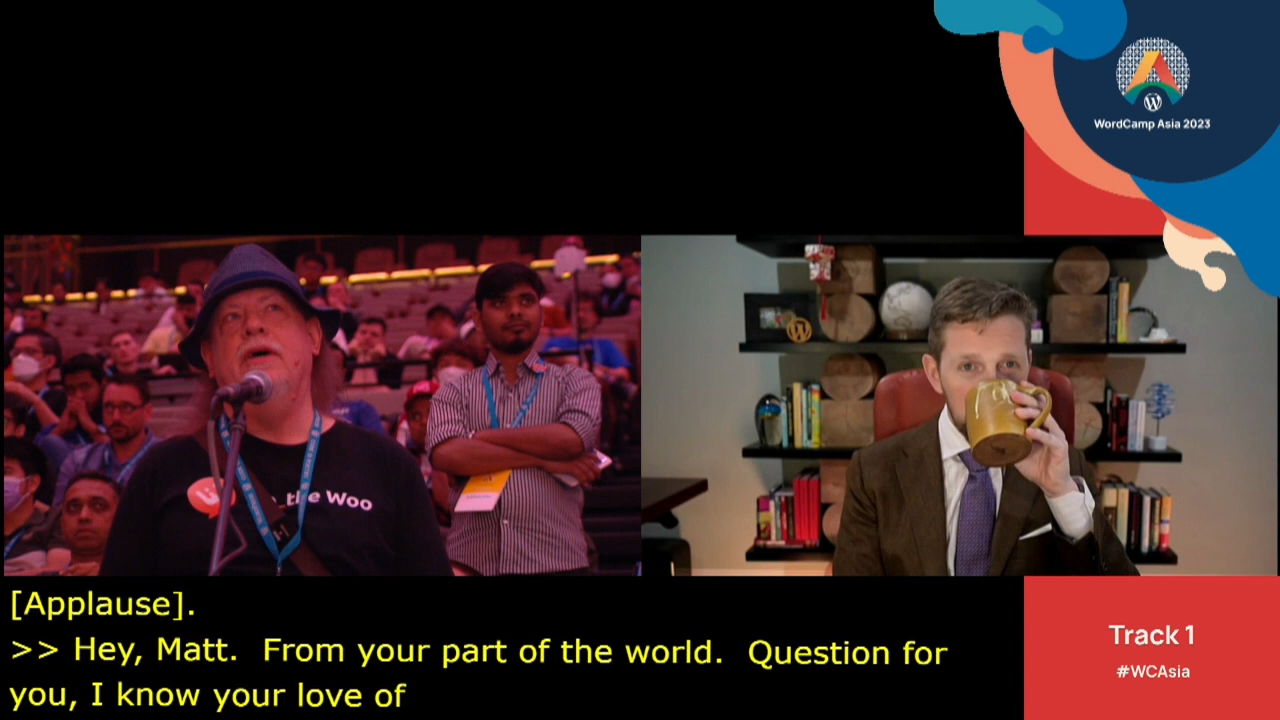 WordCamp Asia 2023
the Woo
[Applause].
>> Hey, Matt.  From your part of the world.  Question for
you, I know your love of
Track 1
#WCAsia